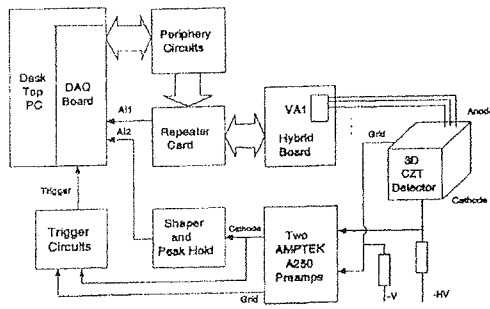 Desk
Top
PC
DAQ
Board
Periphery
Circuits
AI1
AI2
Repeater
Card
VA1
Hybrid
Board
Anode
Grid
3D
CZT
Detector
Cathode
Trigger
Trigger
Circuits
Shaper
and
Peak Hold
Cathode
Two
AMPTEK
A250
Preamps
Grid
-V
-HV